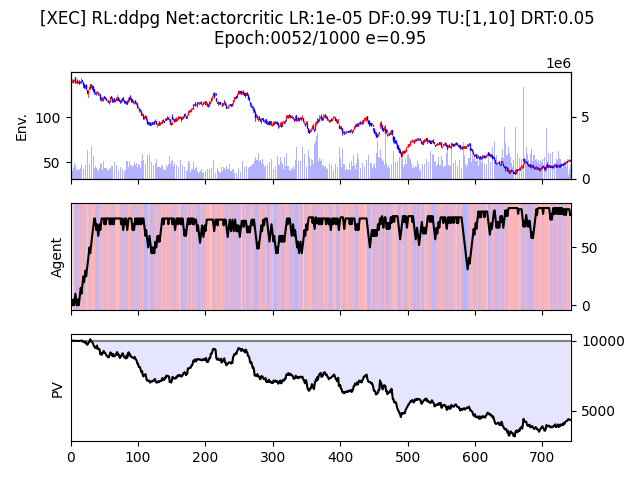 [XEC] RL:ddpg Net:actorcritic LR:1e-05 DF:0.99 TU:[1,10] DRT:0.05
Epoch:0052/1000 e=0.95
1e6
Env.
100
50
5
0
Agent
50
0
PV
10000
5000
0 100 200 300 400 500 600 700